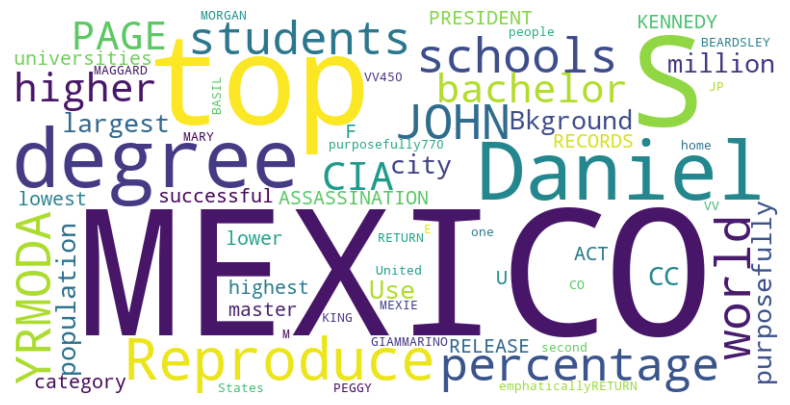 MORGAN
PRESIDENT
KENNEDY
PAGE
students
people
BEARDSLEY
universities
top
schools
S
million
MAGGARD
VV450
higher
BASIL
bachelor
JP
largest
JOHN
Bkground
MARY
F
purposefully770
RECORDS
degree
CIA
city
Daniel
home
lowest
successful
ASSASSINATION
VV
YRMODA
population
MEXICO
lower
RETURN
E
one
world
purposefully
United
ACT
highest
Use
MEXIE
U
CO
CC
master
KING
M
GIAMMARINO
RELEASE
second
Reproduce
percentage
category
States
PEGGY
emphaticallyRETURN